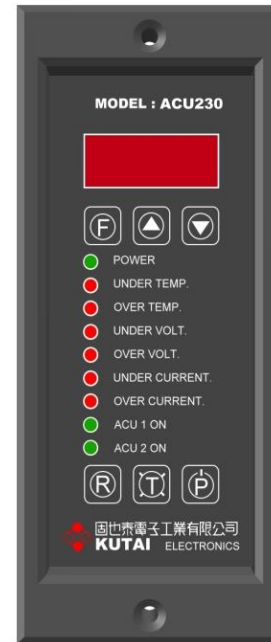 MODEL : ACU230
F
POWER
UNDER TEMP.
OVER TEMP.
UNDER VOLT.
OVER VOLT.
UNDER CURRENT.
OVER CURRENT.
ACU 1 ON
ACU 2 ON
R T P
固也泰電子工業有限公司
KUTAI ELECTRONICS